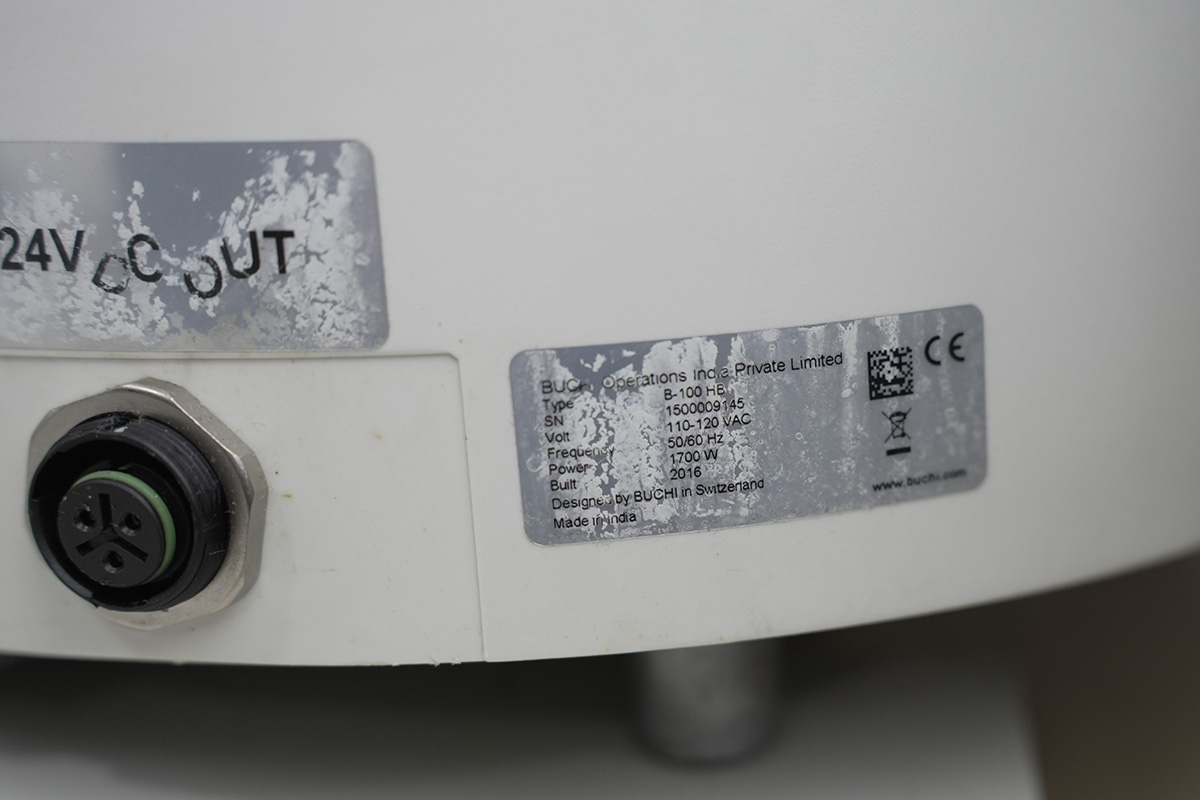 24V DC OUT
BUCHI Operations India Private Limited
Type B-100 HB
SN 1500009145
Volt 110-120 VAC
Frequency 50/60 Hz
Power 1700 W
Built 2016
Designed by BUCHI in Switzerland
Made in India
CE
www.buchi.com